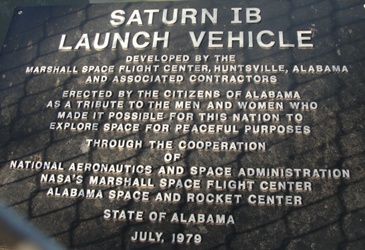 SATURN IB
LAUNCH VEHICLE
DEVELOPED BY THE
MARSHALL SPACE FLIGHT CENTER, HUNTSVILLE, ALABAMA
AND ASSOCIATED CONTRACTORS
ERECTED BY THE CITIZENS OF ALABAMA
AS A TRIBUTE TO THE MEN AND WOMEN WHO
MADE IT POSSIBLE FOR THIS NATION TO
EXPLORE SPACE FOR PEACEFUL PURPOSES
THROUGH THE COOPERATION
OF
NATIONAL AERONAUTICS AND SPACE ADMINISTRATION
NASA'S MARSHALL SPACE FLIGHT CENTER
ALABAMA SPACE AND ROCKET CENTER
STATE OF ALABAMA
JULY, 1979